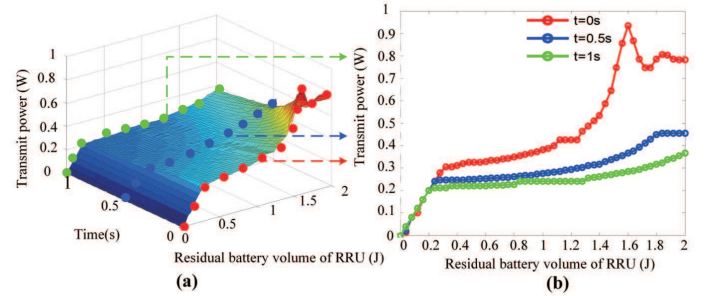 (a)
Transmit power (W)
1
0.8
0.6
0.4
0.2
0
1
0.5
0
Time(s)
0
0.5
1
1.5
2
Residual battery volume of RRU (J)
(a)
(b)
Transmit power (W)
1
0.9
0.8
0.7
0.6
0.5
0.4
0.3
0.2
0.1
0
t=0s
t=0.5s
t=1s
0 0.2 0.4 0.6 0.8 1 1.2 1.4 1.6 1.8 2
Residual battery volume of RRU (J)
(b)